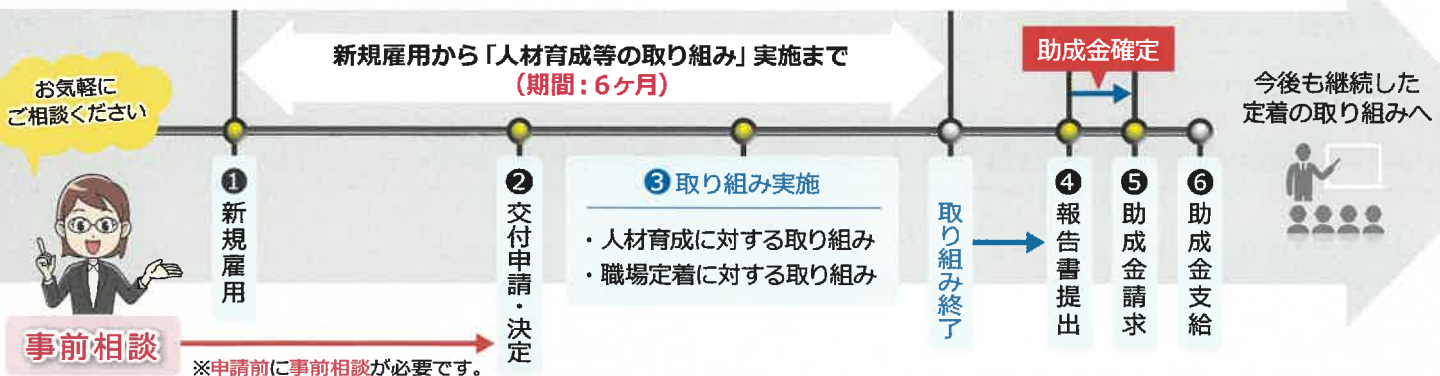 新規雇用から「人材育成等の取り組み」実施まで
（期間：6ヶ月）
お気軽に
ご相談ください
助成金確定
今後も継続した
定着の取り組みへ
❶新規雇用
❷交付申請・決定
❸取り組み実施
・人材育成に対する取り組み
・職場定着に対する取り組み
取り組み終了
❹報告書提出
❺助成金請求
❻助成金支給
事前相談
※申請前に事前相談が必要です。